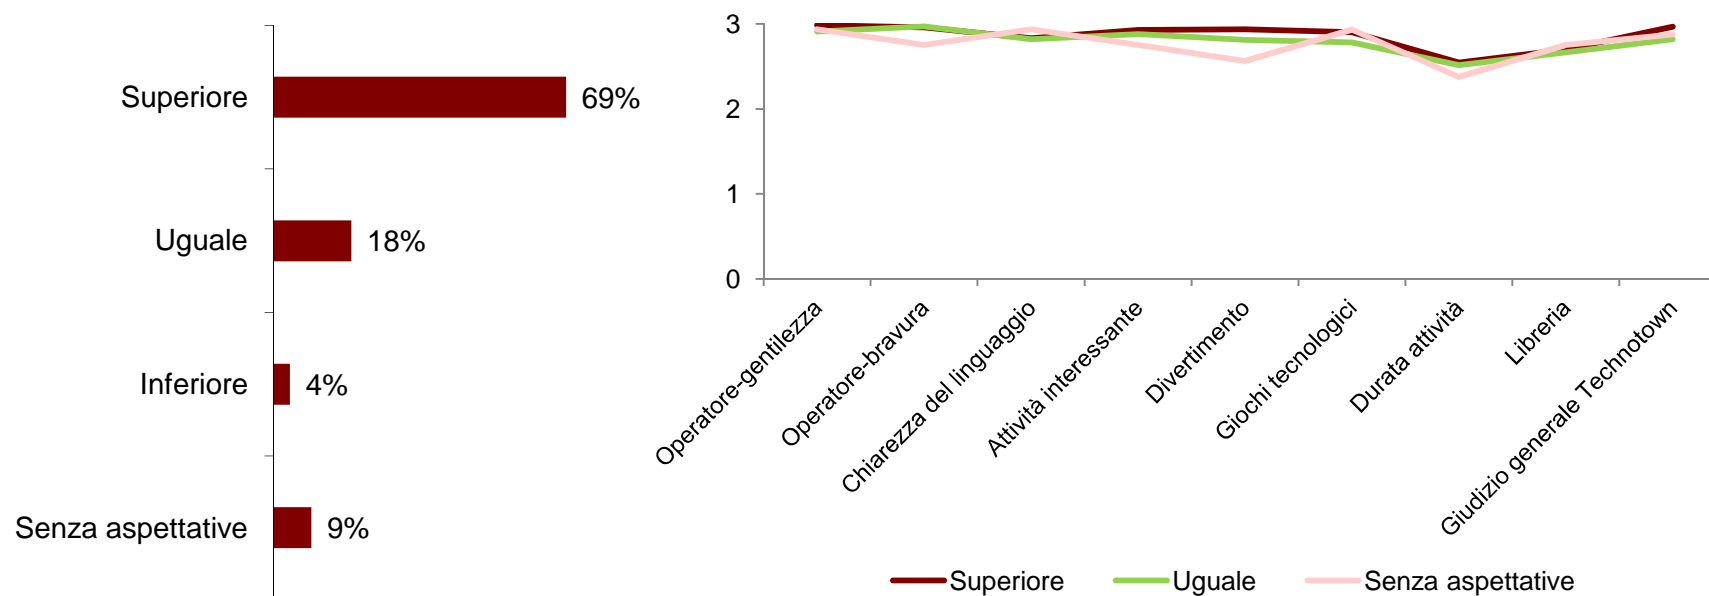 Superiore
69%
Uguale
18%
Inferiore
4%
Senza aspettative
9%
3
2
1
0
Operatore-gentilezza
Operatore-bravura
Chiarezza del linguaggio
Attività interessante
Divertimento
Giochi tecnologici
Durata attività
Libreria
Giudizio generale Technotown
Superiore
Uguale
Senza aspettative